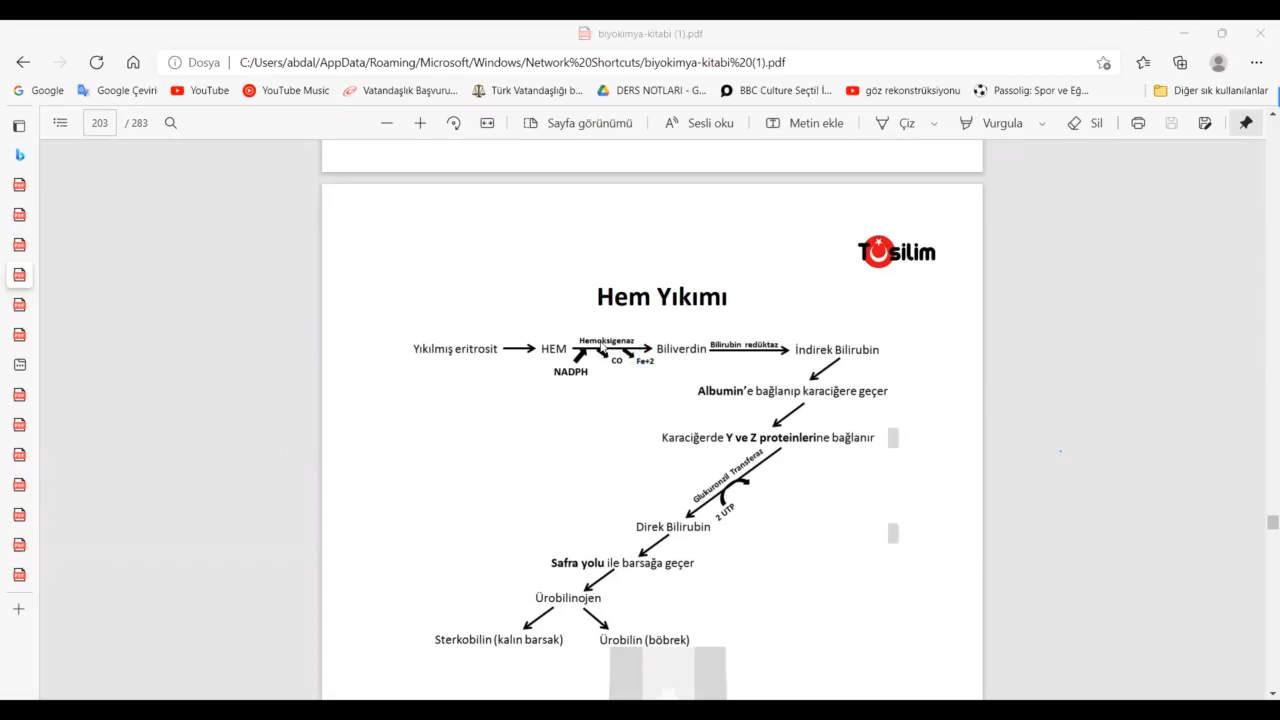 biyokimya-kitabi (1).pdf
Dosya | C:/Users/abdal/AppData/Roaming/Microsoft/Windows/Network%20Shortcuts/biyokimya-kitabi%20(1).pdf
Google Google Çeviri YouTube YouTube Music Vatandaşlık Başvuru... Türk Vatandaşlığı b... DERS NOTLARI - G... BBC Culture Seçti! İ... göz rekonstrüksiyonu Passolig: Spor ve Eğ... Diğer sık kullanılanlar
203 / 283 Sayfa görünümü Sesli oku Metin ekle Çiz Vurgula Sil
Tusilim
Hem Yıkımı
Yıkılmış eritrosit HEM Hemoksigenaz Biliverdin Bilirubin redüktaz İndirek Bilirubin
NADPH CO Fe+2
Albumin'e bağlanıp karaciğere geçer
Karaciğerde Y ve Z proteinlerine bağlanır
Glukuronzil Transferaz
2 UTP
Direk Bilirubin
Safra yolu ile barsağa geçer
Ürobilinojen
Sterkobilin (kalın barsak) Ürobilin (böbrek)